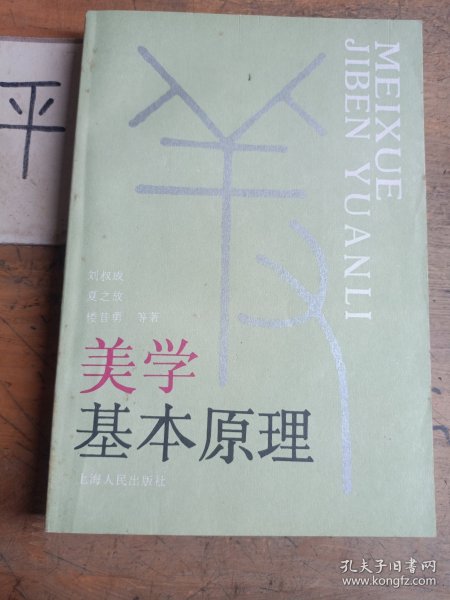 平
MEIXUE
JIBEN YUANLI
刘叔成
夏之放
楼昔勇 等著
美学
基本原理
上海人民出版社
孔夫子旧书网
www.kongfz.com